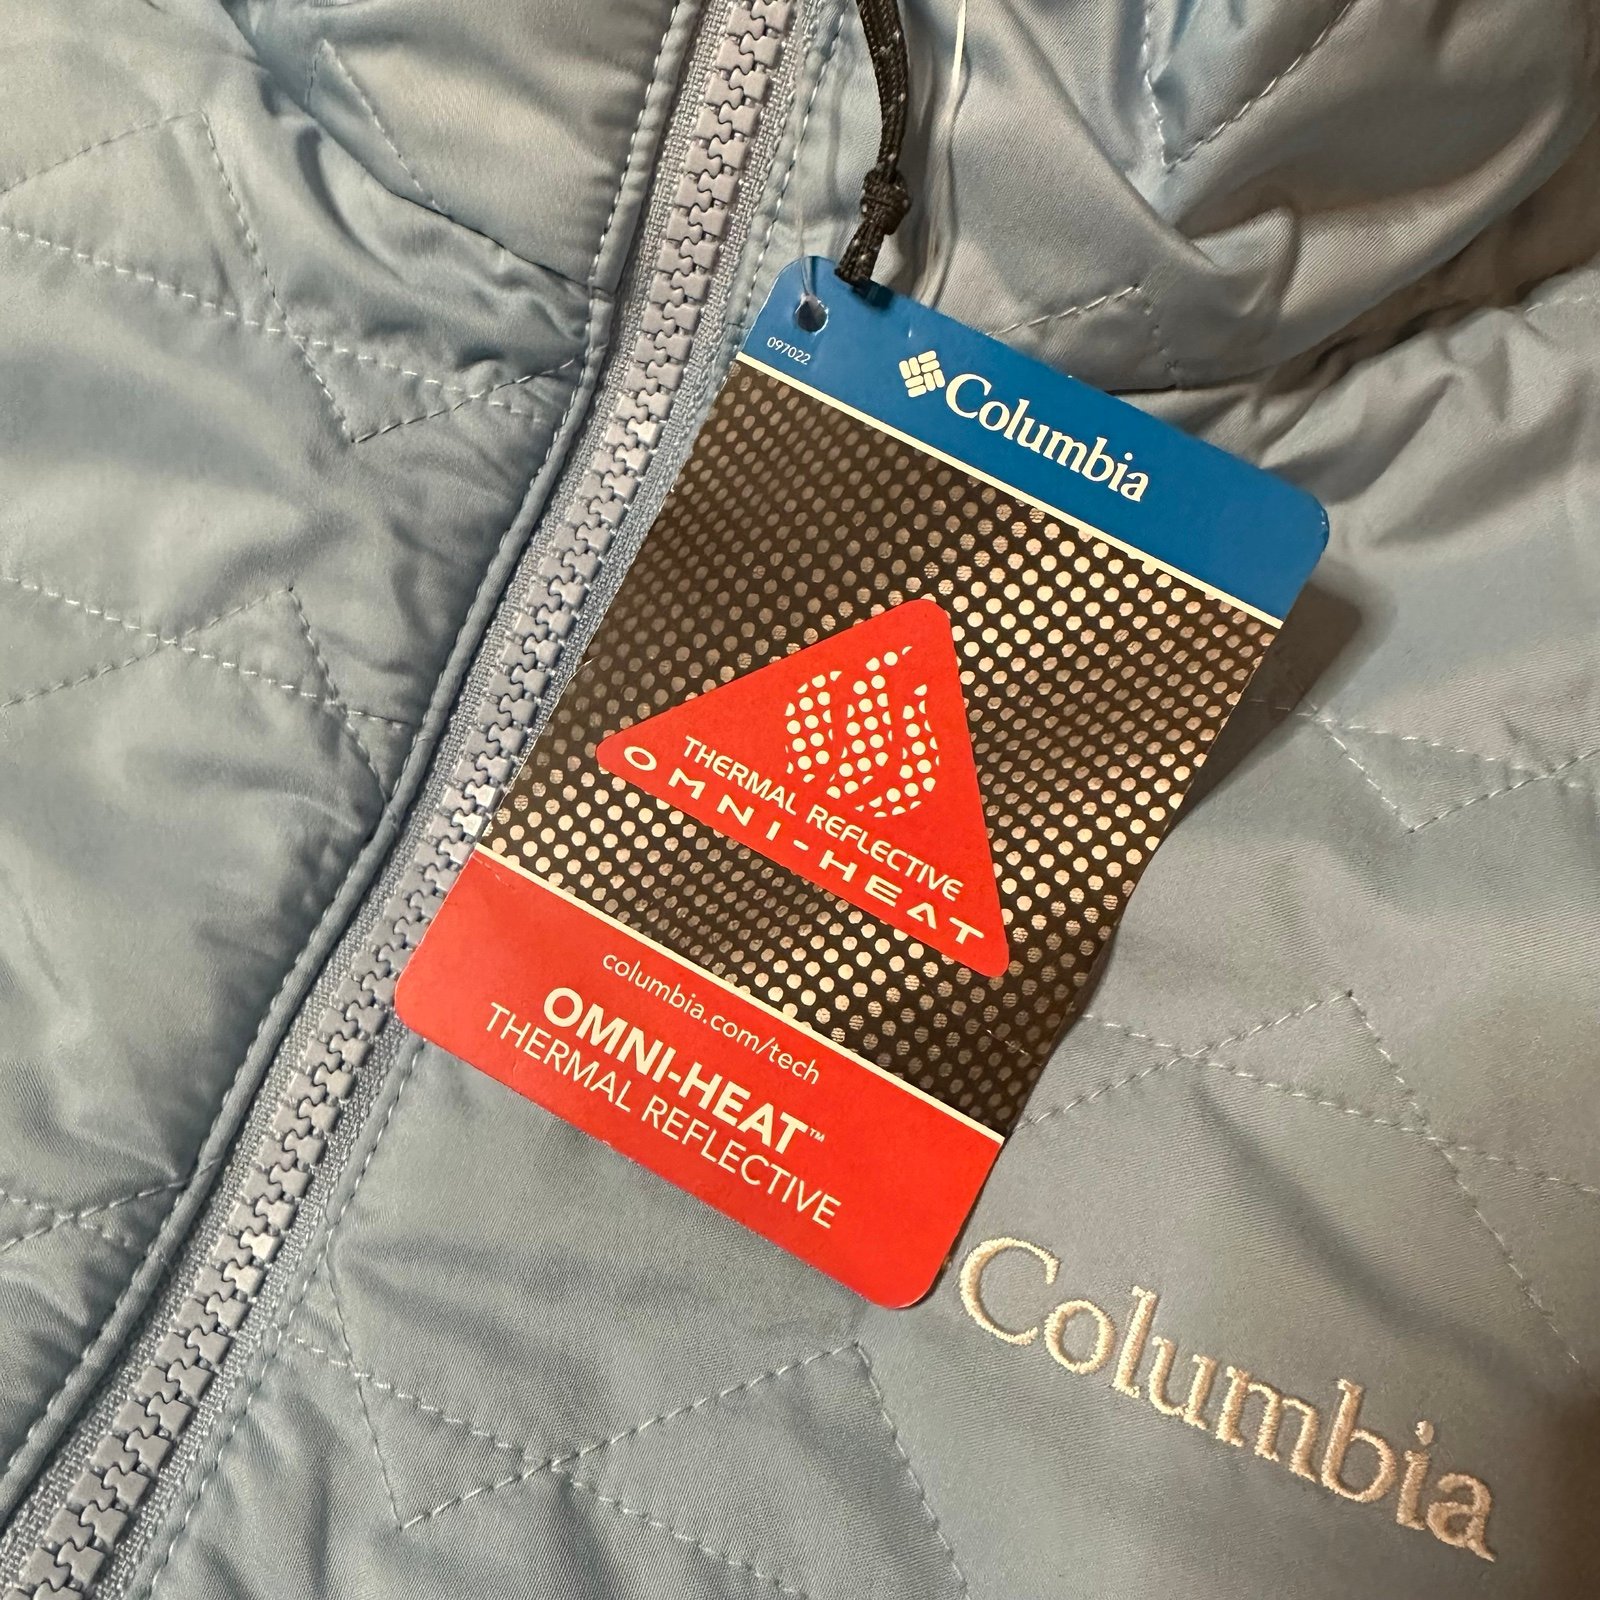 097022
Columbia
THERMAL REFLECTIVE
OMNI-HEAT
columbia.com/tech
OMNI-HEAT™
THERMAL REFLECTIVE
Columbia